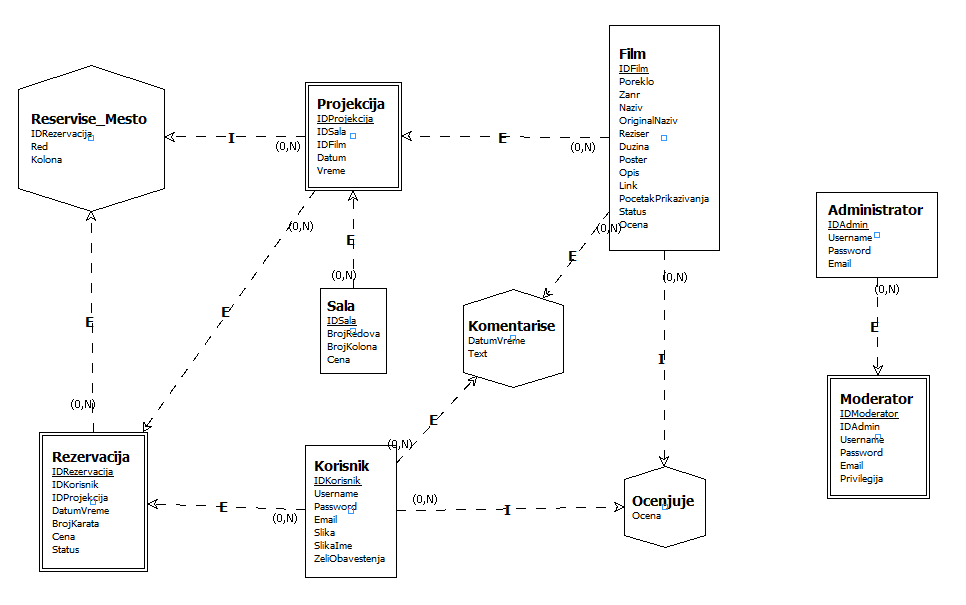 Reservise_Mesto
IDRezervacija
Red
Kolona
I
(0,N)
Projekcija
IDProjekcija
IDSala
IDFilm
Datum
Vreme
E
(0,N)
Film
IDFilm
Poreklo
Zanr
Naziv
OriginalNaziv
Reziser
Duzina
Poster
Opis
Link
PocetakPrikazivanja
Status
Ocena
(0,N)
(0,N)
E
(0,N)
E
(0,N)
Sala
IDSala
BrojRedova
BrojKolona
Cena
E
E
(0,N)
Komentarise
DatumVreme
Text
I
Administrator
IDAdmin
Username
Password
Email
(0,N)
E
Moderator
IDModerator
IDAdmin
Username
Password
Email
Privilegija
Rezervacija
IDRezervacija
IDKorisnik
IDProjekcija
DatumVreme
BrojKarata
Cena
Status
E
(0,N)
Korisnik
IDKorisnik
Username
Password
Email
Slika
SlikaIme
ZeliObavestenja
(0,N)
E
(0,N)
I
Ocenjuje
Ocena